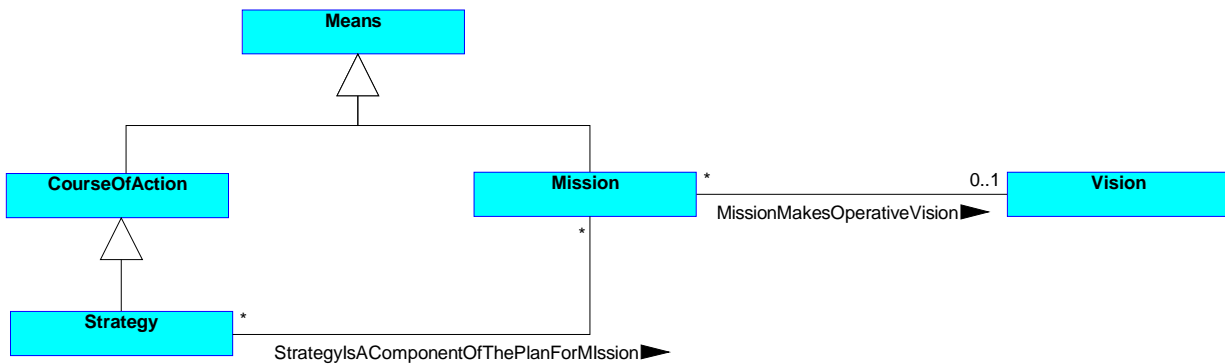 Means
CourseOfAction
Mission
*
0..1
Vision
MissionMakesOperativeVision
*
Strategy
*
StrategyIsAComponentOfThePlanForMIssion